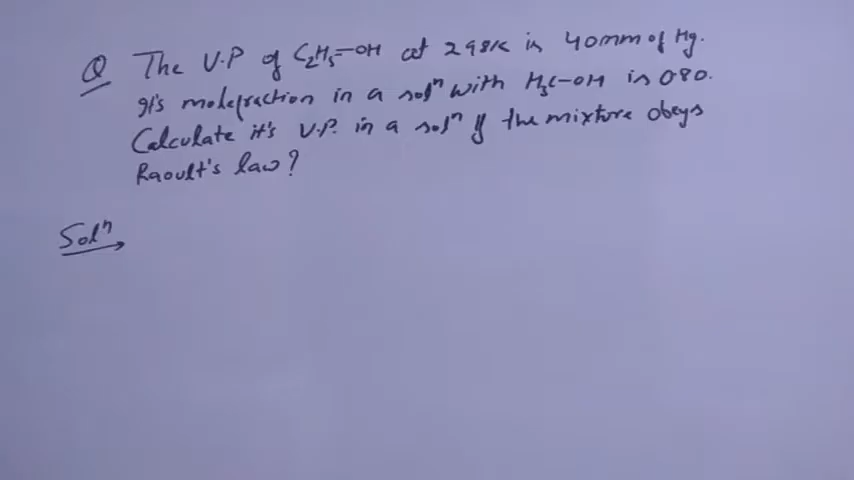 Q The V.P of C₂H₅-OH at 298K is 40mm of Hg.
It's molefraction in a solⁿ with H₃C-OH is 0.80.
Calculate it's V.P. in a solⁿ if the mixture obeys
Raoult's law?
Solⁿ